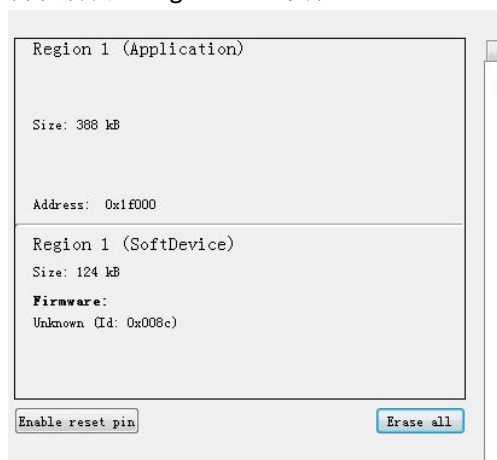 Region 1 (Application)
Size: 388 kB
Address: 0x1f000
Region 1 (SoftDevice)
Size: 124 kB
Firmware:
Unknown (Id: 0x008c)
Enable reset pin
Erase all